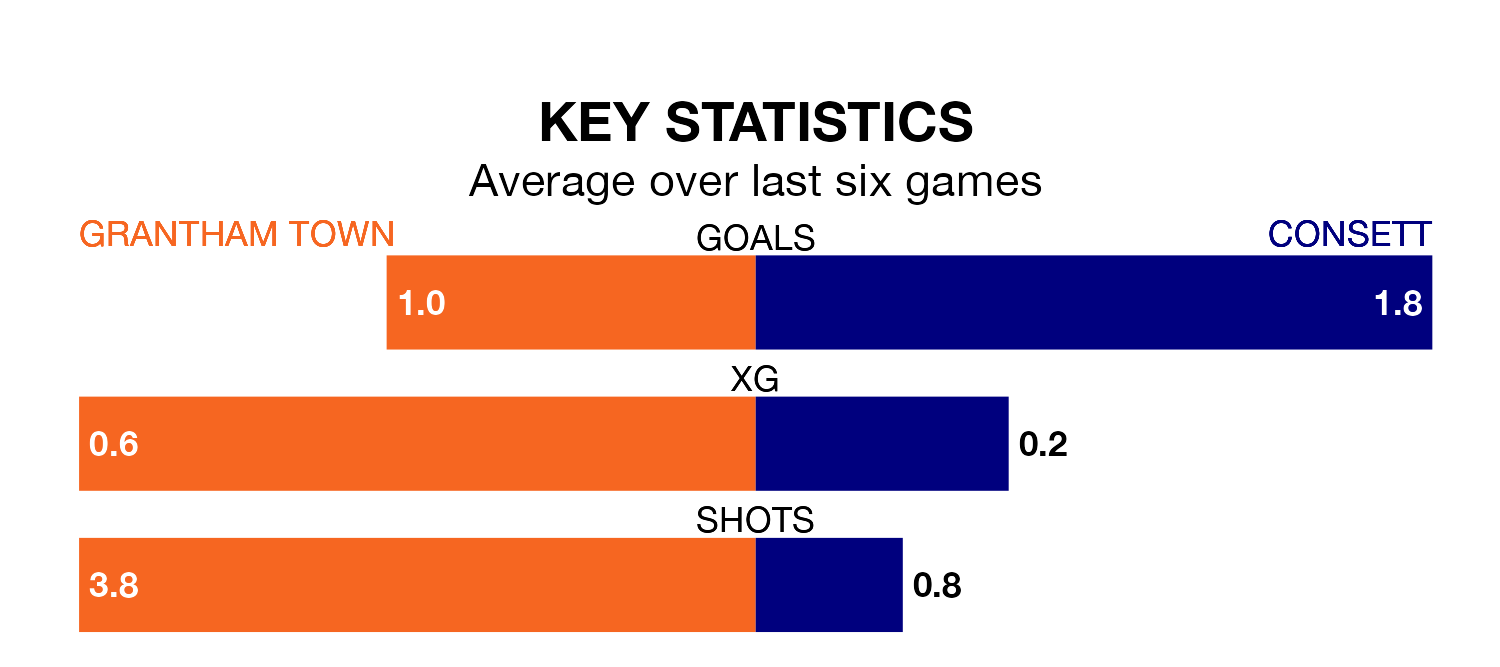 KEY STATISTICS
Average over last six games
GRANTHAM TOWN
GOALS
CONSETT
1.0
1.8
XG
0.6
0.2
SHOTS
3.8
0.8